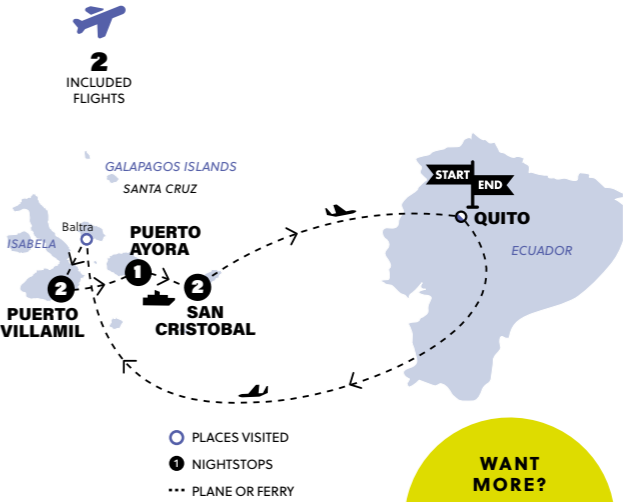 2
INCLUDED
FLIGHTS
GALAPAGOS ISLANDS
SANTA CRUZ
START
END
QUITO
ECUADOR
Baltra
ISABELA
PUERTO
AYORA
1
2
PUERTO
VILLAMIL
2
SAN
CRISTOBAL
PLACES VISITED
1 NIGHTSTOPS
PLANE OR FERRY
WANT
MORE?